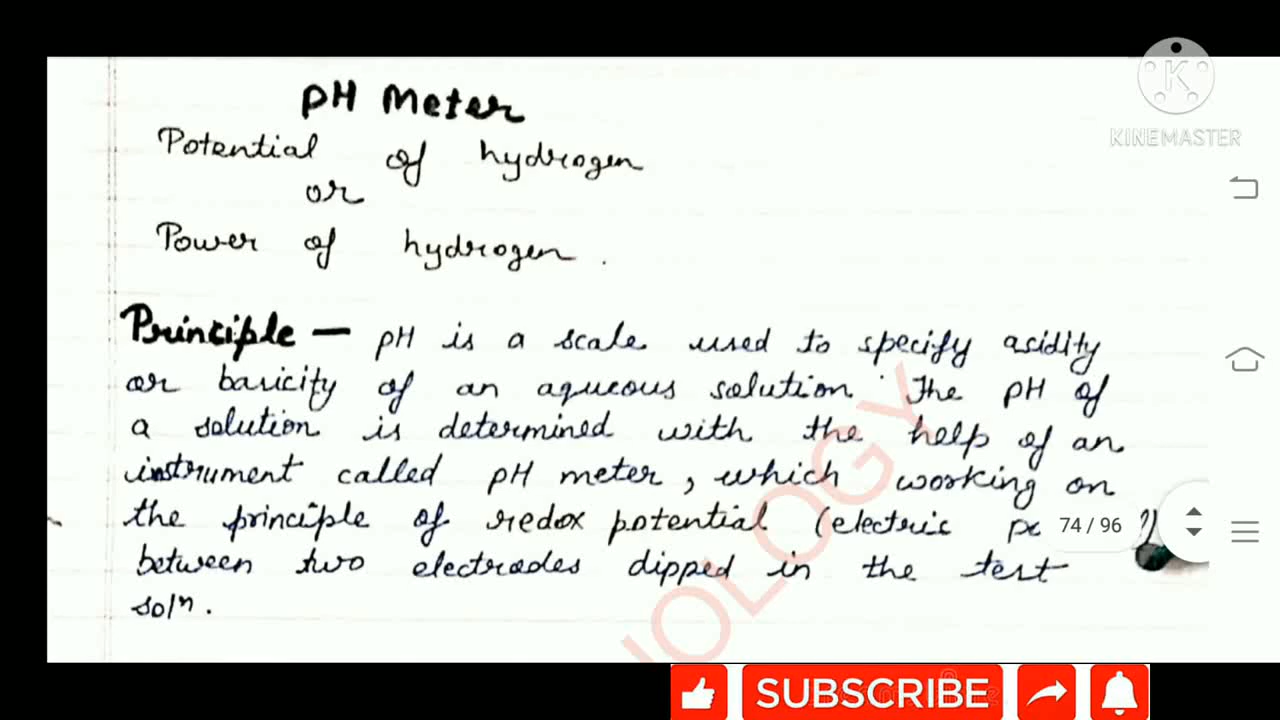 pH Meter
Potential of hydrogen
or
Power of hydrogen.
Principle — pH is a scale used to specify acidity
or basicity of an aqueous solution. The pH of
a solution is determined with the help of an
instrument called pH meter, which working on
the principle of redox potential (electric
between two electrodes dipped in the test
solⁿ.
KINEMASTER
74 / 96
OLOGY
SUBSCRIBE